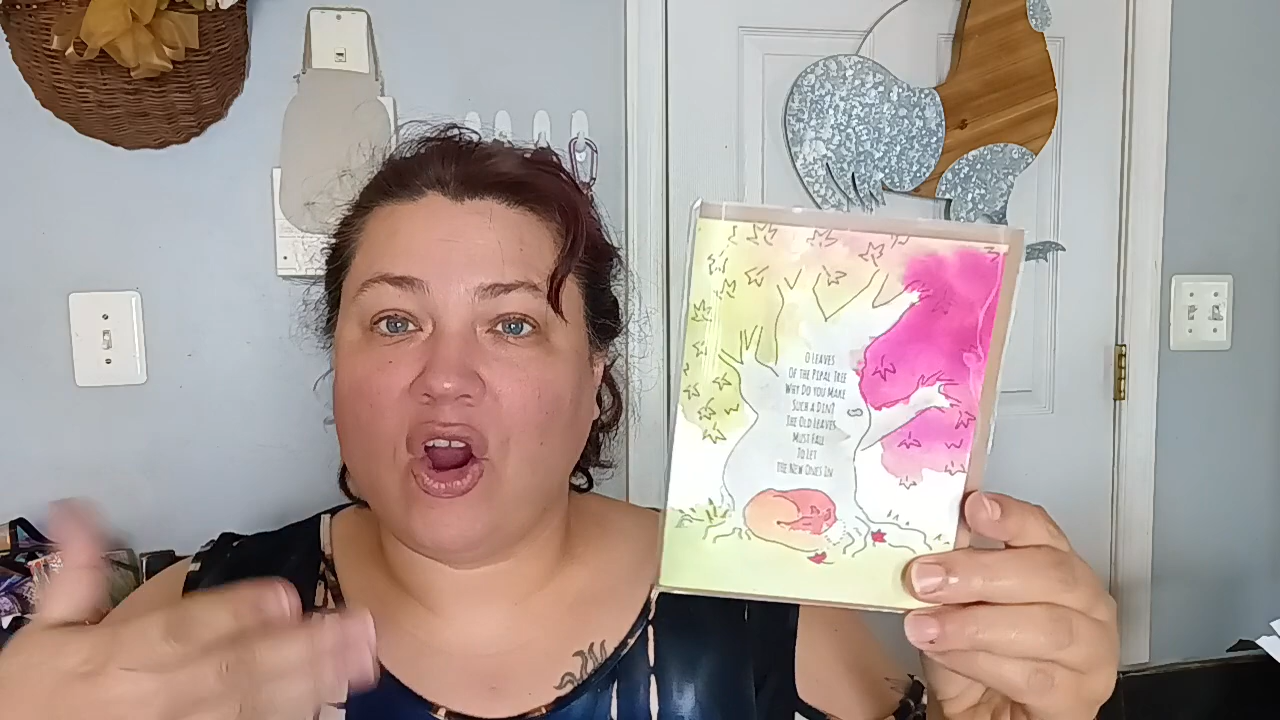 O LEAVES
OF THE PIPAL TREE
WHY DO YOU MAKE
SUCH A DIN?
THE OLD LEAVES
MUST FALL
TO LET
THE NEW ONES IN